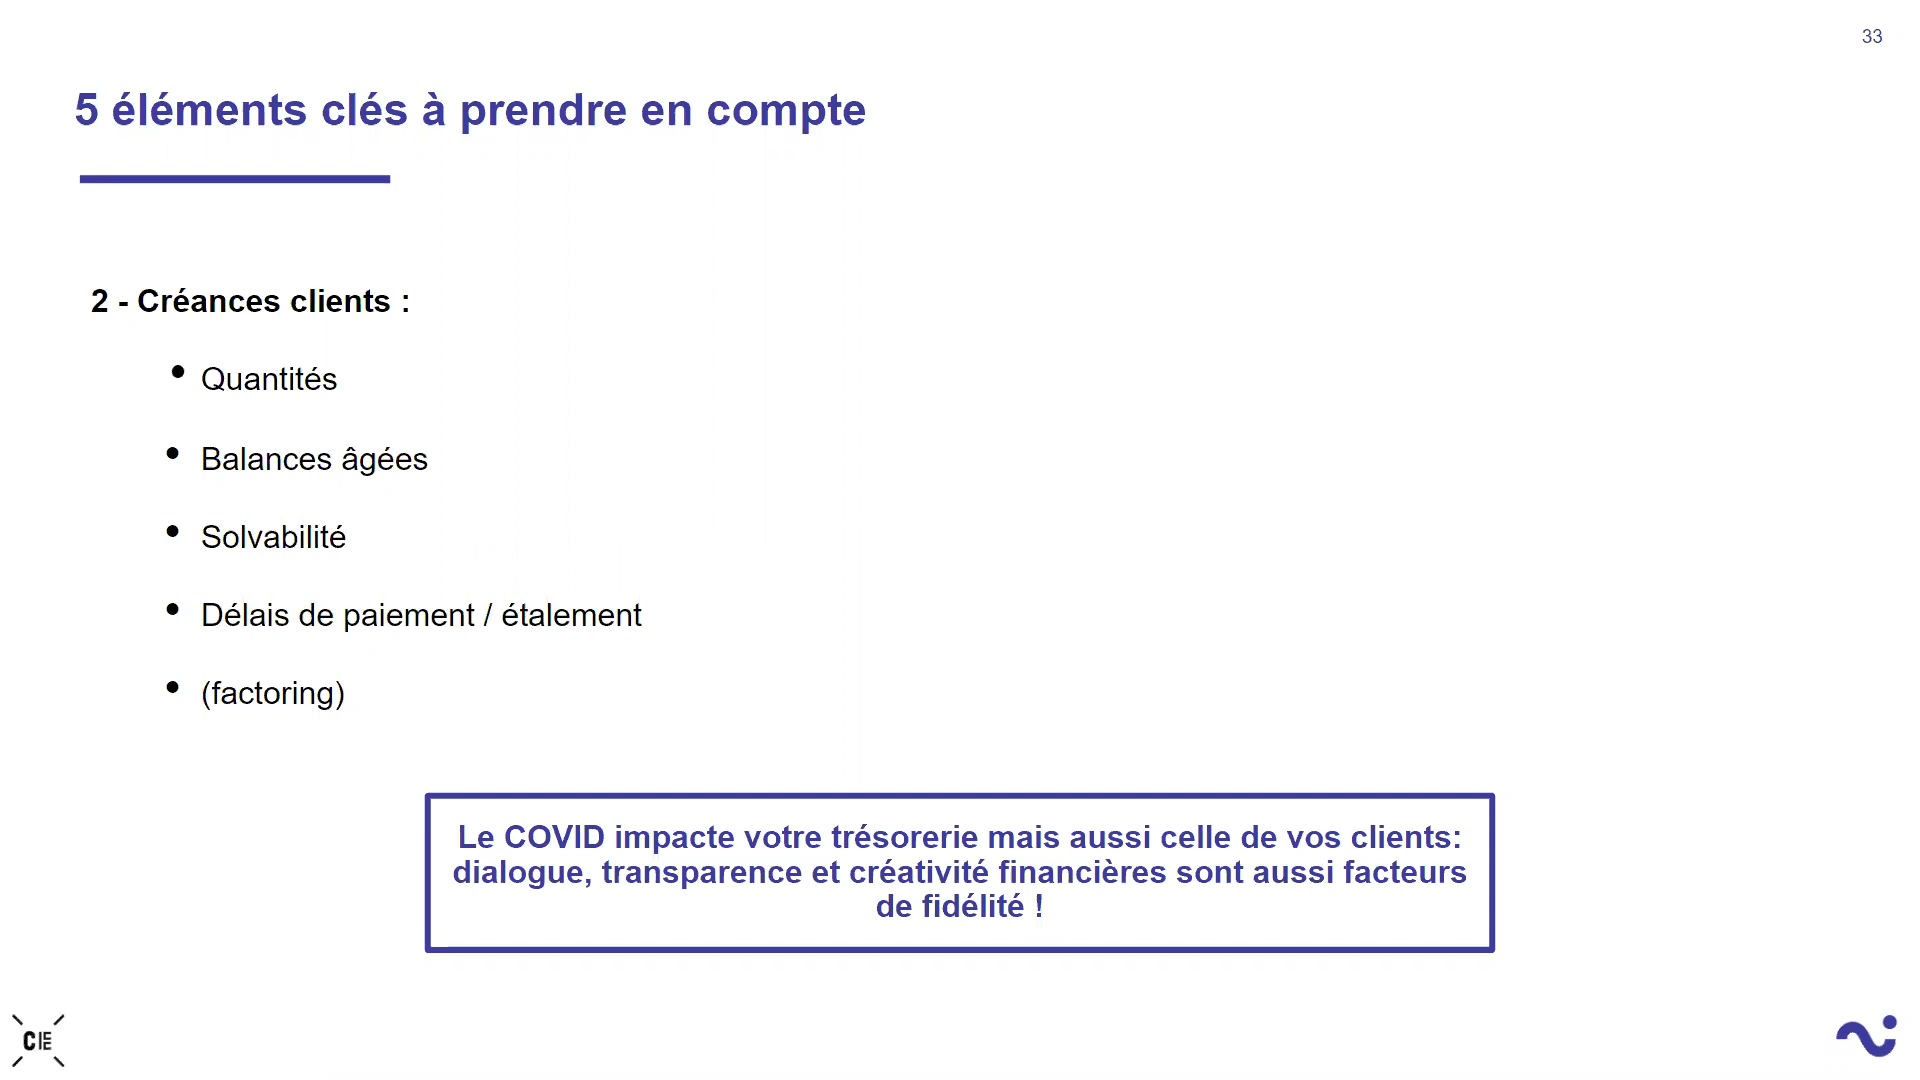 33
5 éléments clés à prendre en compte
2 - Créances clients :
• Quantités
• Balances âgées
• Solvabilité
• Délais de paiement / étalement
• (factoring)
Le COVID impacte votre trésorerie mais aussi celle de vos clients:
dialogue, transparence et créativité financières sont aussi facteurs
de fidélité !
CIE